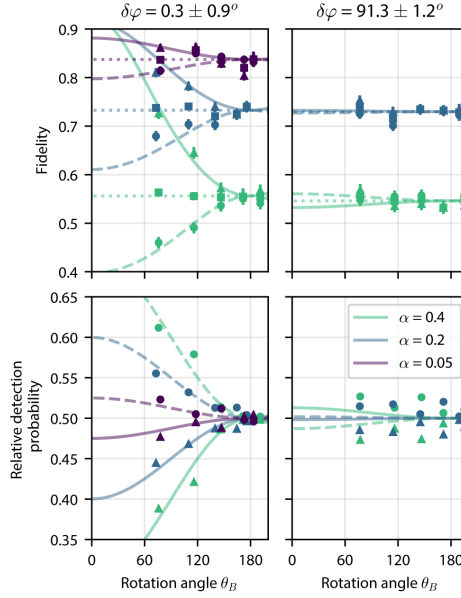 δφ = 0.3 ± 0.9° δφ = 91.3 ± 1.2°
0.9
0.8
0.7
0.6
0.5
0.4
Fidelity
0.65
0.60
0.55
0.50
0.45
0.40
0.35
Relative detection
probability
α = 0.4
α = 0.2
α = 0.05
0 60 120 180 0 60 120 180
Rotation angle θ_B Rotation angle θ_B